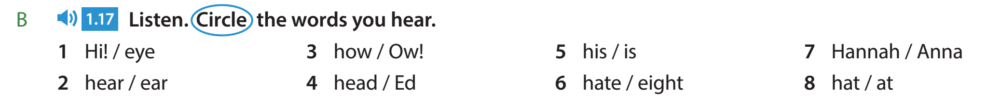 B 1.17 Listen. Circle the words you hear.
1 Hi! / eye 3 how / Ow! 5 his / is 7 Hannah / Anna
2 hear / ear 4 head / Ed 6 hate / eight 8 hat / at